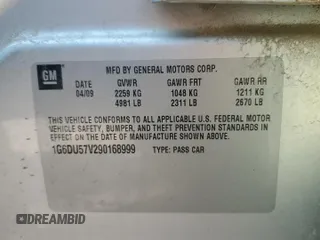 GM
MFD BY GENERAL MOTORS CORP.
DATE GVWR GAWR FRT GAWR RR
04/09 2259 KG 1048 KG 1211 KG
4981 LB 2311 LB 2670 LB
THIS VEHICLE CONFORMS TO ALL APPLICABLE U.S. FEDERAL MOTOR
VEHICLE SAFETY, BUMPER, AND THEFT PREVENTION STANDARDS IN
EFFECT ON THE DATE OF MANUFACTURE SHOWN ABOVE.
1G6DU57V290168999 TYPE: PASS CAR
DREAMBID